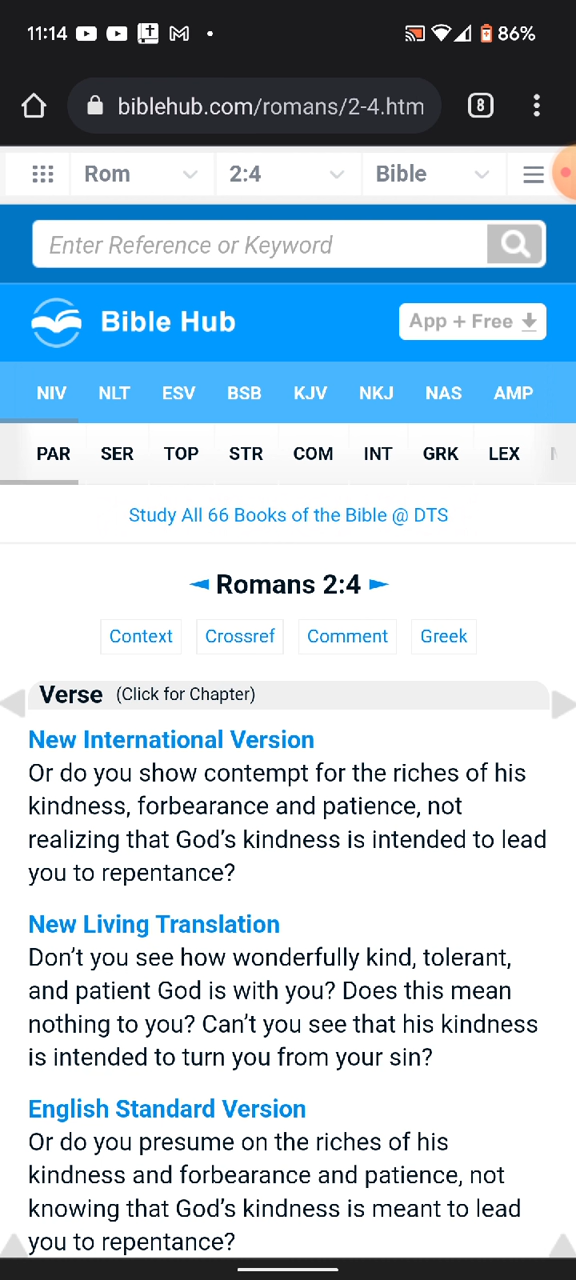 11:14
86%
biblehub.com/romans/2-4.htm
8
Rom
2:4
Bible
Enter Reference or Keyword
Bible Hub
App + Free
NIV NLT ESV BSB KJV NKJ NAS AMP
PAR SER TOP STR COM INT GRK LEX
Study All 66 Books of the Bible @ DTS
Romans 2:4
Context Crossref Comment Greek
Verse (Click for Chapter)
New International Version
Or do you show contempt for the riches of his
kindness, forbearance and patience, not
realizing that God’s kindness is intended to lead
you to repentance?
New Living Translation
Don’t you see how wonderfully kind, tolerant,
and patient God is with you? Does this mean
nothing to you? Can’t you see that his kindness
is intended to turn you from your sin?
English Standard Version
Or do you presume on the riches of his
kindness and forbearance and patience, not
knowing that God’s kindness is meant to lead
you to repentance?